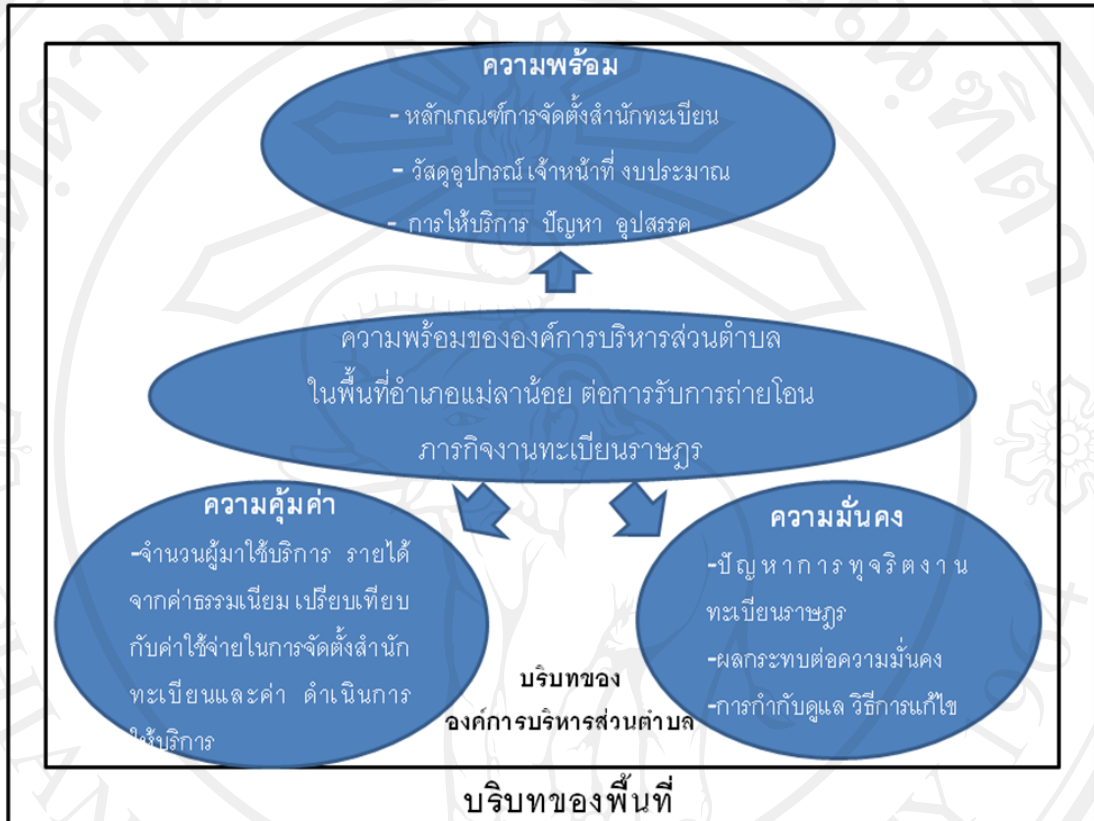 ความพร้อม
- หลักเกณฑ์การจัดตั้งสำนักทะเบียน
- วัสดุอุปกรณ์ เจ้าหน้าที่ งบประมาณ
- การให้บริการ ปัญหา อุปสรรค
ความพร้อมขององค์การบริหารส่วนตำบล
ในพื้นที่อำเภอแม่ลาน้อย ต่อการรับการถ่ายโอน
ภารกิจงานทะเบียนราษฎร
ความคุ้มค่า
-จำนวนผู้มาใช้บริการ รายได้
จากค่าธรรมเนียม เปรียบเทียบ
กับค่าใช้จ่ายในการจัดตั้งสำนัก
ทะเบียนและค่า ดำเนินการ
ให้บริการ
ความมั่นคง
-ปัญหาการทุจริตงาน
ทะเบียนราษฎร
-ผลกระทบต่อความมั่นคง
-การกำกับดูแล วิธีการแก้ไข
บริบทของ
องค์การบริหารส่วนตำบล
บริบทของพื้นที่